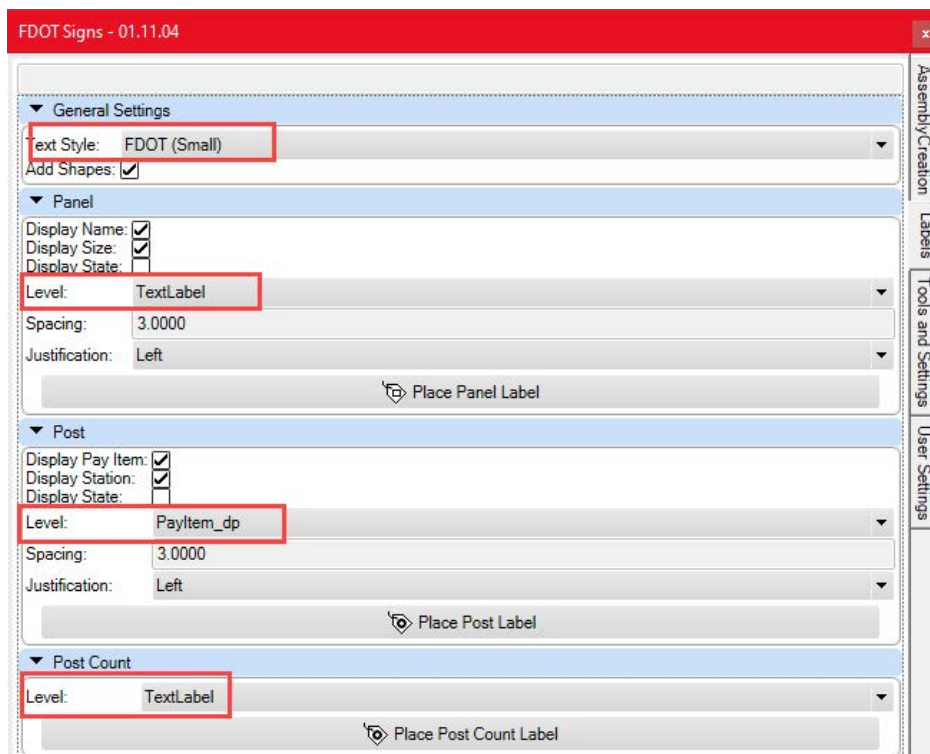 FDOT Signs - 01.11.04
x
General Settings
Text Style: FDOT (Small)
Add Shapes:
Panel
Display Name:
Display Size:
Display State:
Level: TextLabel
Spacing: 3.0000
Justification: Left
Place Panel Label
Post
Display Pay Item:
Display Station:
Display State:
Level: PayItem_dp
Spacing: 3.0000
Justification: Left
Place Post Label
Post Count
Level: TextLabel
Place Post Count Label
AssemblyCreation
Labels
Tools and Settings
User Settings